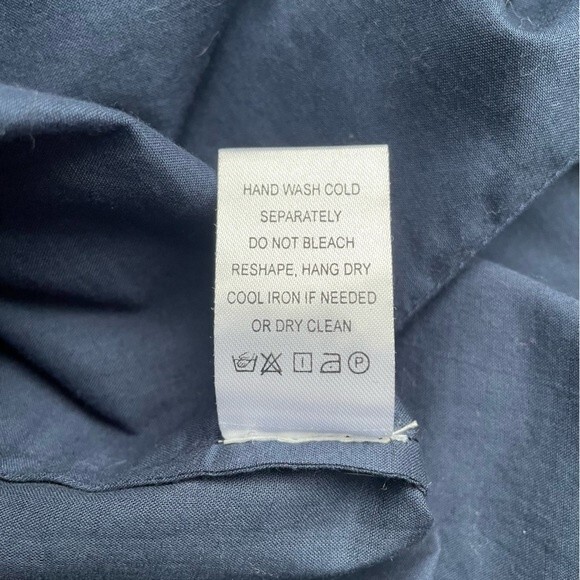 HAND WASH COLD
SEPARATELY
DO NOT BLEACH
RESHAPE, HANG DRY
COOL IRON IF NEEDED
OR DRY CLEAN
P